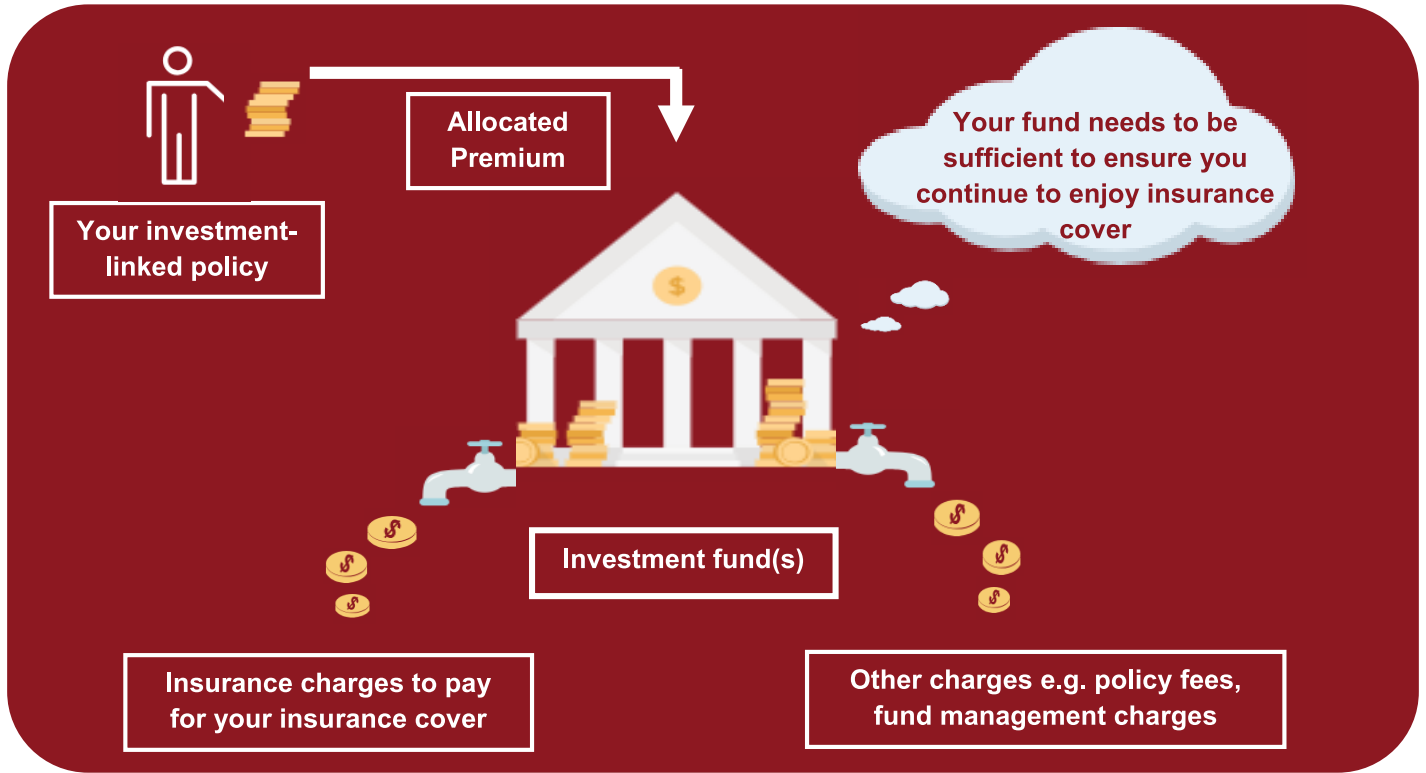 Allocated
Premium
Your investment-
linked policy
Your fund needs to be
sufficient to ensure you
continue to enjoy insurance
cover
$
Investment fund(s)
$
$
$
$
$
$
Insurance charges to pay
for your insurance cover
Other charges e.g. policy fees,
fund management charges